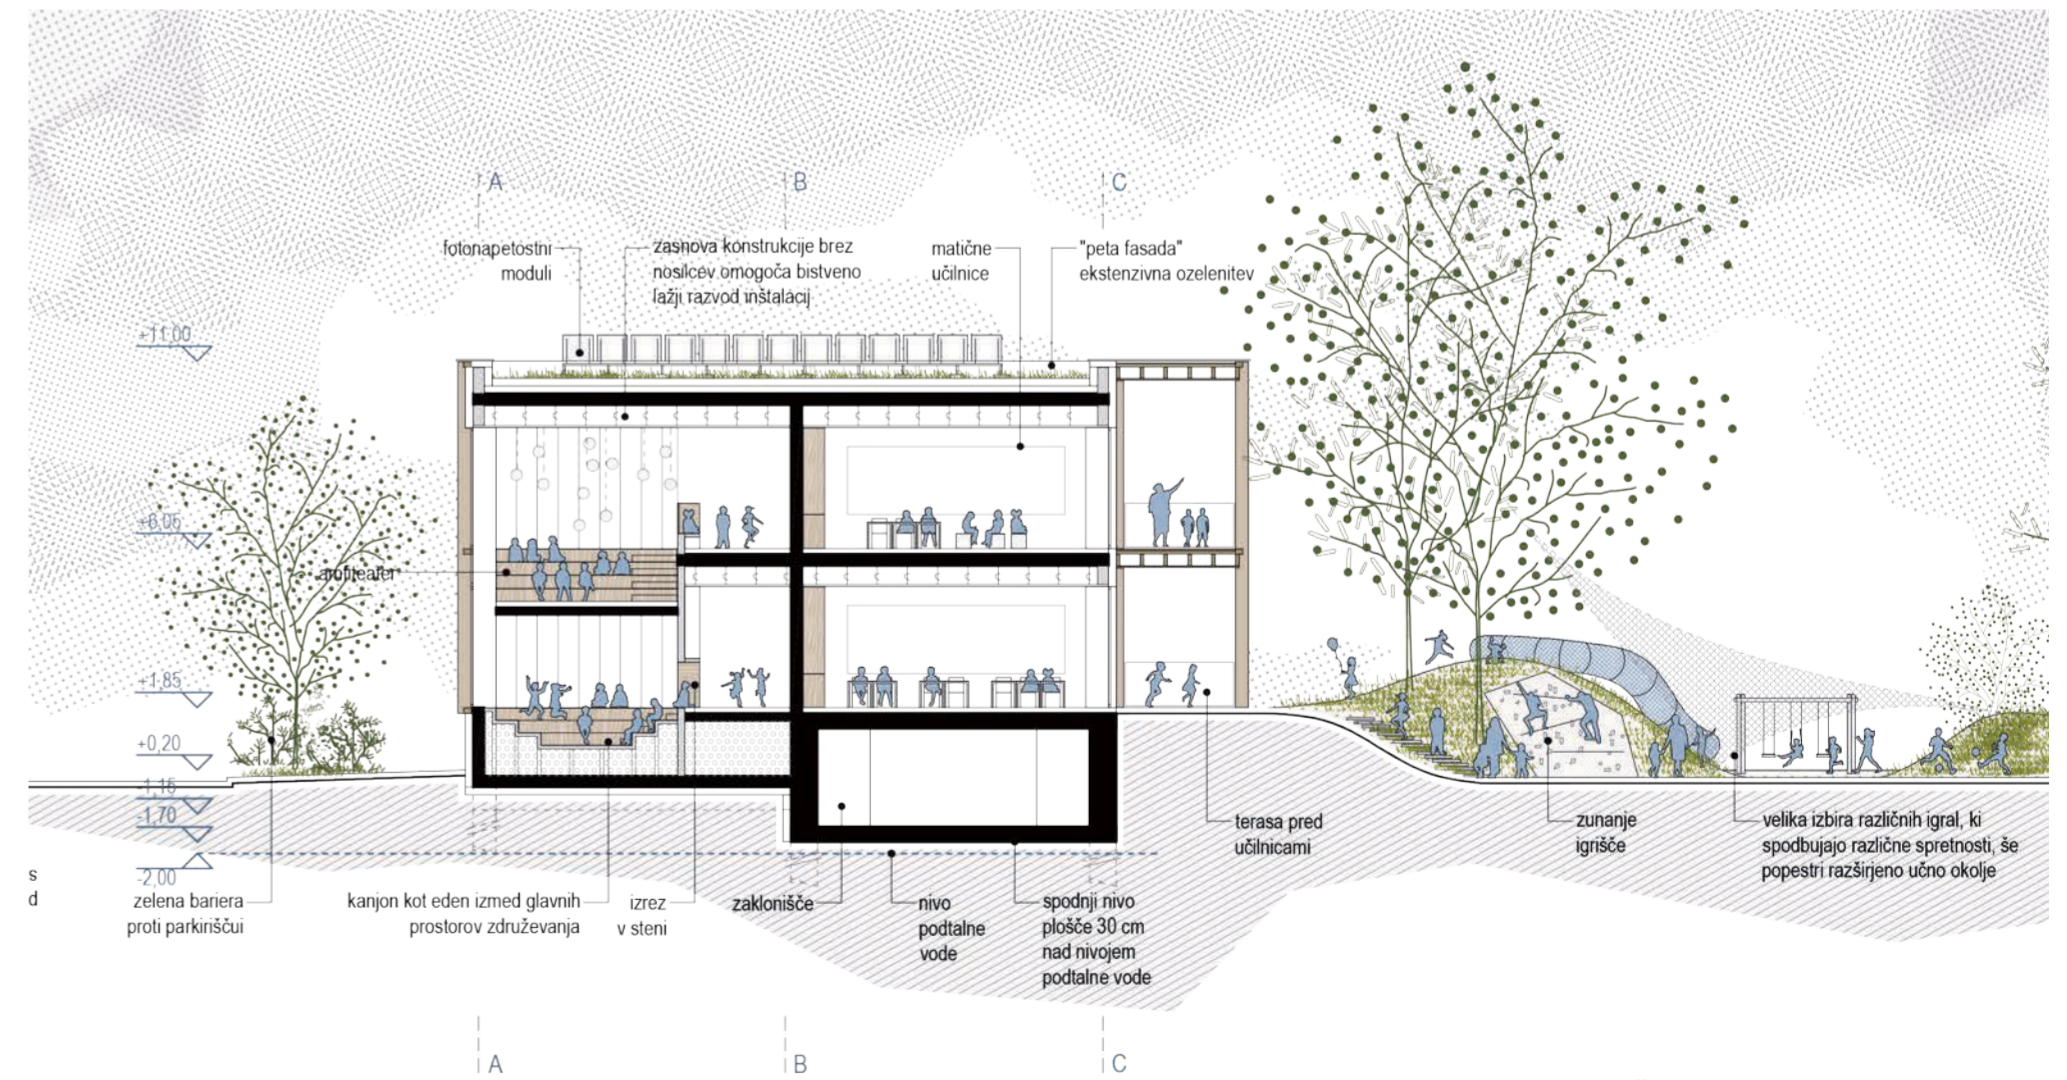 A
B
C
fotonapetostni
moduli
zasnova konstrukcije brez
nosilcev omogoča bistveno
lažji razvod inštalacij
matične
učilnice
"peta fasada"
ekstenzivna ozelenitev
+11,00
+6,05
amfiteater
+1,85
+0,20
-1,15
-1,70
-2,00
s
d
zelena bariera
proti parkiriščui
kanjon kot eden izmed glavnih
prostorov združevanja
izrez
v steni
zaklonišče
nivo
podtalne
vode
spodnji nivo
plošče 30 cm
nad nivojem
podtalne vode
terasa pred
učilnicami
zunanje
igrišče
velika izbira različnih igral, ki
spodbujajo različne spretnosti, še
popestri razširjeno učno okolje
A
B
C